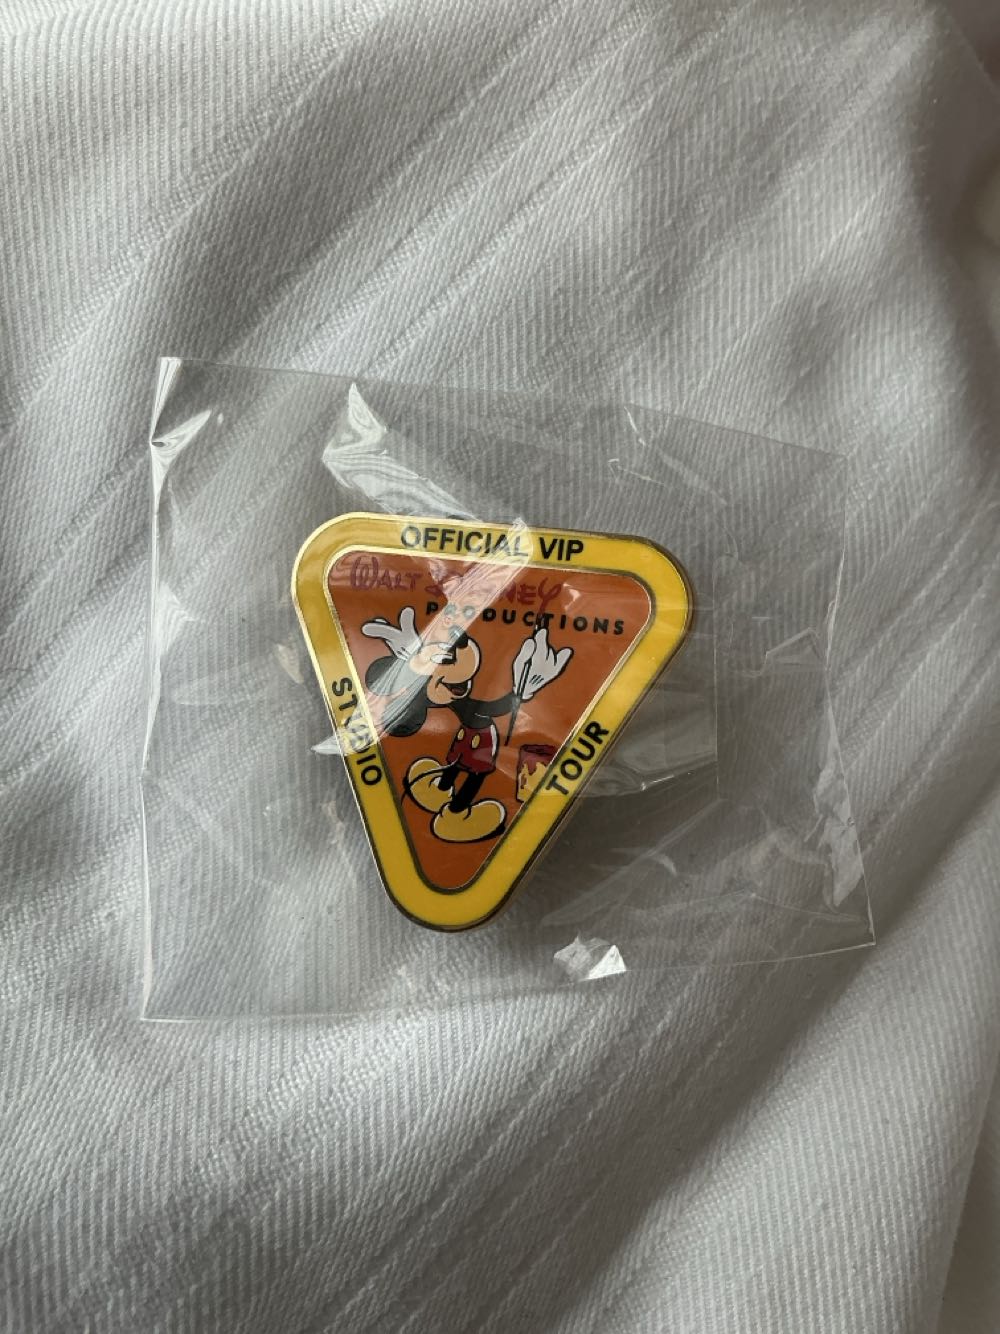 OFFICIAL VIP
WALT DISNEY
PRODUCTIONS
STUDIO
TOUR